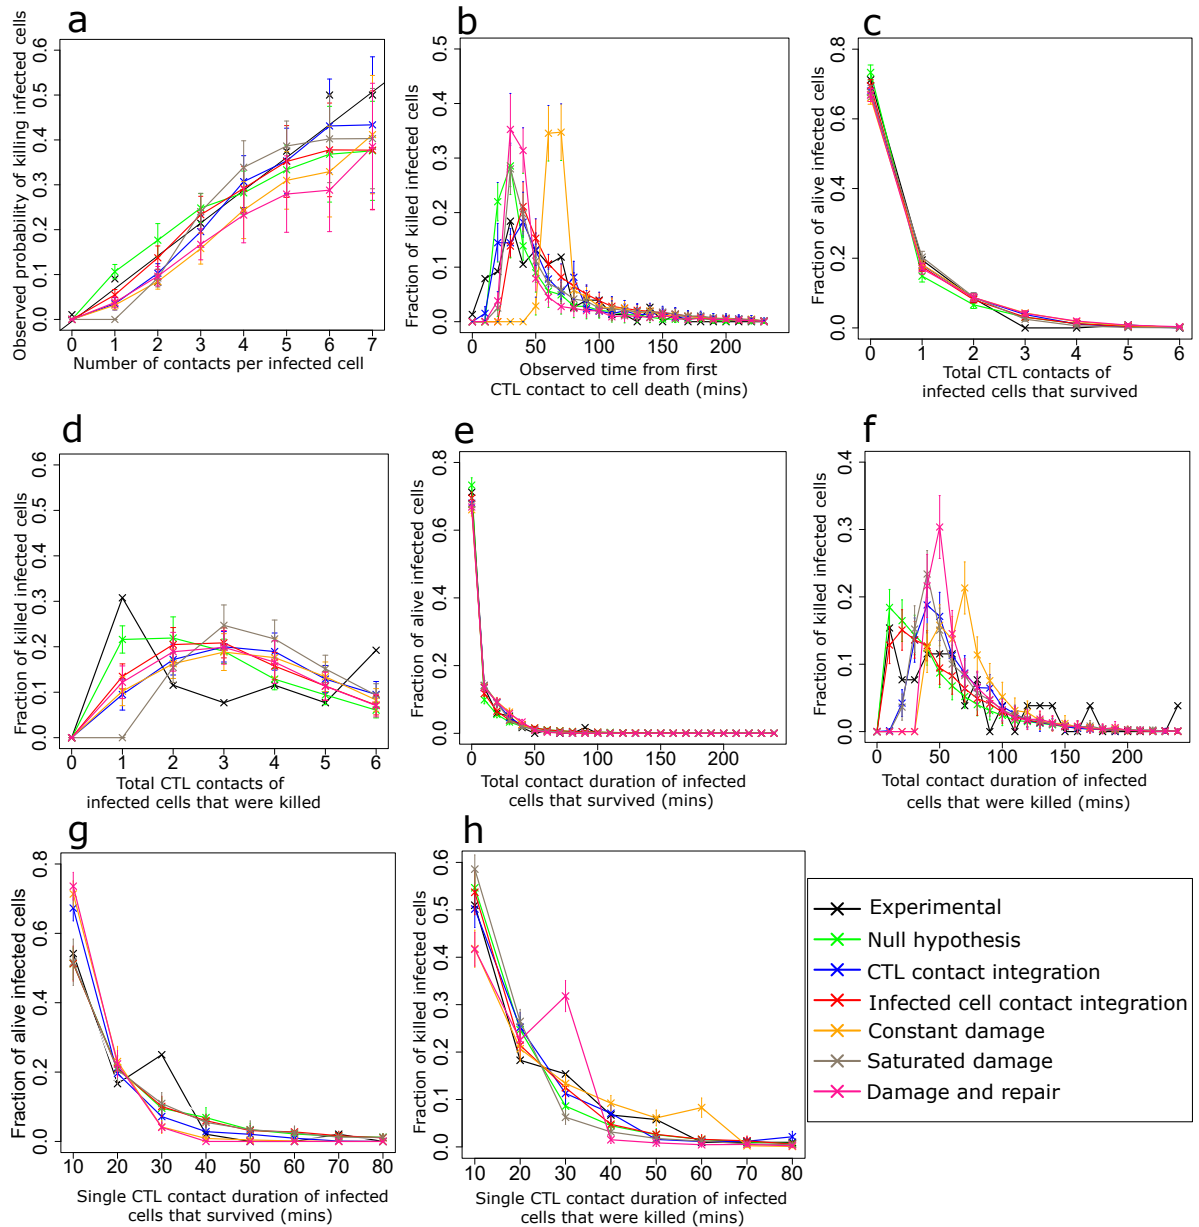 a
Observed probability of killing infected cells
0.0 0.1 0.2 0.3 0.4 0.5 0.6
0 1 2 3 4 5 6 7
Number of contacts per infected cell
b
Fraction of killed infected cells
0.0 0.1 0.2 0.3 0.4 0.5
0 50 100 150 200
Observed time from first
CTL contact to cell death (mins)
c
Fraction of alive infected cells
0.0 0.2 0.4 0.6 0.8
0 1 2 3 4 5 6
Total CTL contacts of
infected cells that survived
d
Fraction of killed infected cells
0.0 0.1 0.2 0.3 0.4 0.5 0.6
0 1 2 3 4 5 6
Total CTL contacts of
infected cells that were killed
e
Fraction of alive infected cells
0.0 0.2 0.4 0.6 0.8
0 50 100 150 200
Total contact duration of infected
cells that survived (mins)
f
Fraction of killed infected cells
0.0 0.1 0.2 0.3 0.4
0 50 100 150 200
Total contact duration of infected
cells that were killed (mins)
g
Fraction of alive infected cells
0.0 0.2 0.4 0.6 0.8
10 20 30 40 50 60 70 80
Single CTL contact duration of infected
cells that survived (mins)
h
Fraction of killed infected cells
0.0 0.1 0.2 0.3 0.4 0.5 0.6
10 20 30 40 50 60 70 80
Single CTL contact duration of infected
cells that were killed (mins)
Experimental
Null hypothesis
CTL contact integration
Infected cell contact integration
Constant damage
Saturated damage
Damage and repair